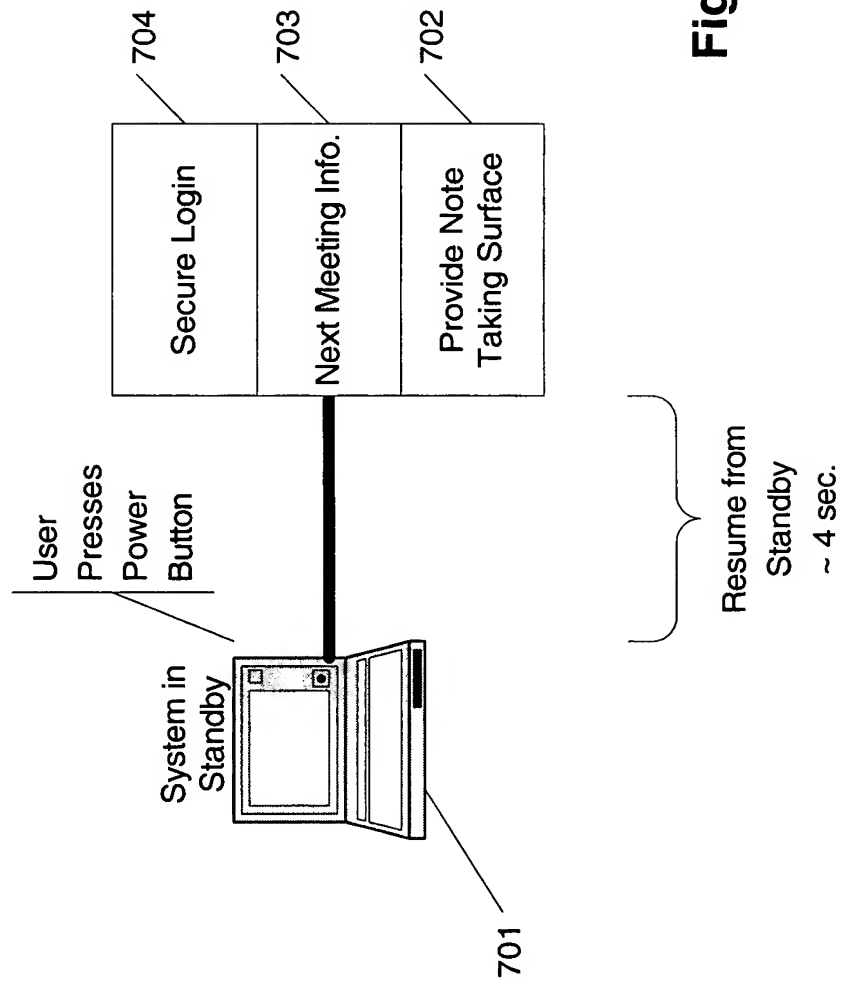 User
Presses
Power
Button
System in
Standby
701
Secure Login
704
Next Meeting Info.
703
Provide Note
Taking Surface
702
Resume from
Standby
~ 4 sec.
Fig